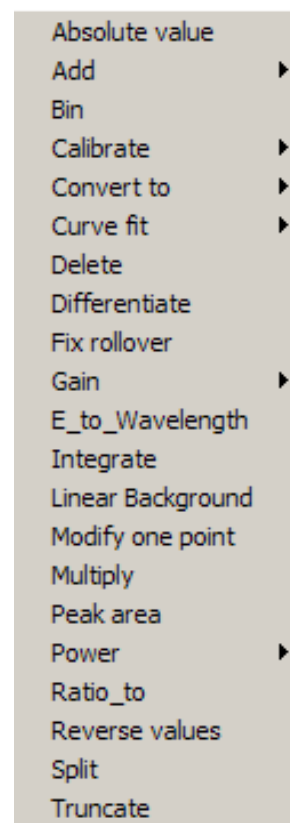 Absolute value
Add
Bin
Calibrate
Convert to
Curve fit
Delete
Differentiate
Fix rollover
Gain
E_to_Wavelength
Integrate
Linear Background
Modify one point
Multiply
Peak area
Power
Ratio_to
Reverse values
Split
Truncate